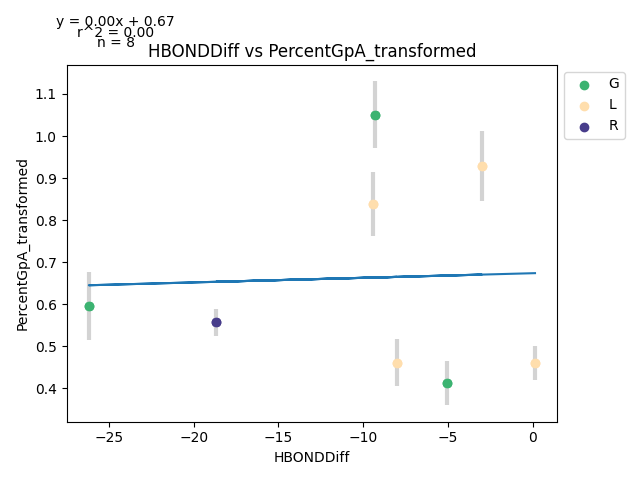 y = 0.00x + 0.67
r^2 = 0.00
n = 8
HBONDDiff vs PercentGpA_transformed
G
L
R
PercentGpA_transformed
1.1
1.0
0.9
0.8
0.7
0.6
0.5
0.4
−25
−20
−15
−10
−5
0
HBONDDiff